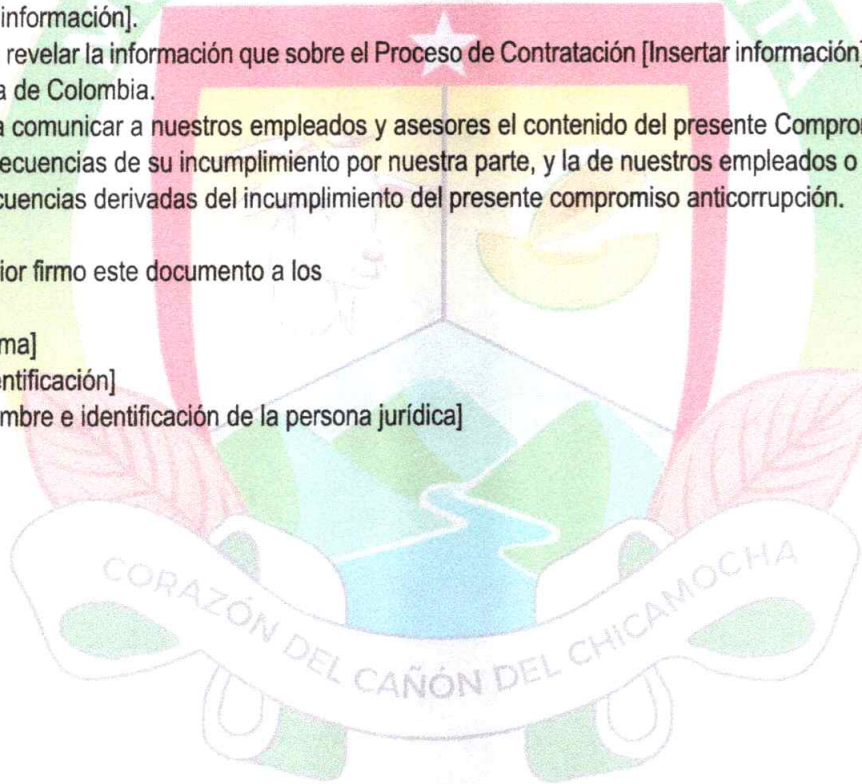 información].
revelar la información que sobre el Proceso de Contratación [Insertar información]
a de Colombia.
a comunicar a nuestros empleados y asesores el contenido del presente Compro
ecuencias de su incumplimiento por nuestra parte, y la de nuestros empleados o
cuencias derivadas del incumplimiento del presente compromiso anticorrupción.
ior firmo este documento a los
ma]
entificación]
mbre e identificación de la persona jurídica]
CORAZÓN DEL CAÑÓN DEL CHICAMOCHA